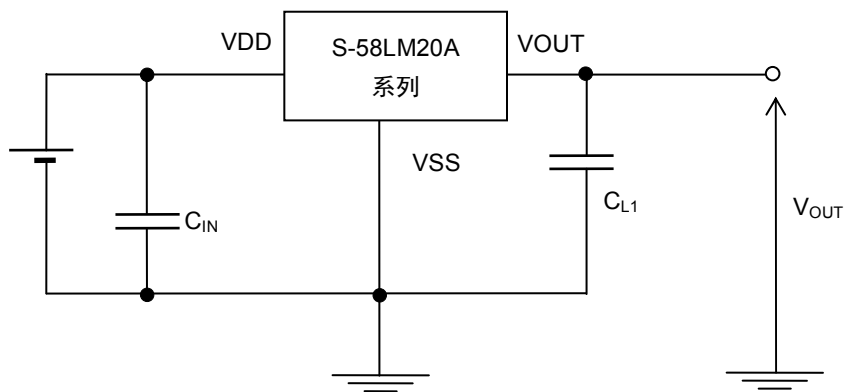 VDD
S-58LM20A
系列
VOUT
VSS
CIN
CL1
VOUT